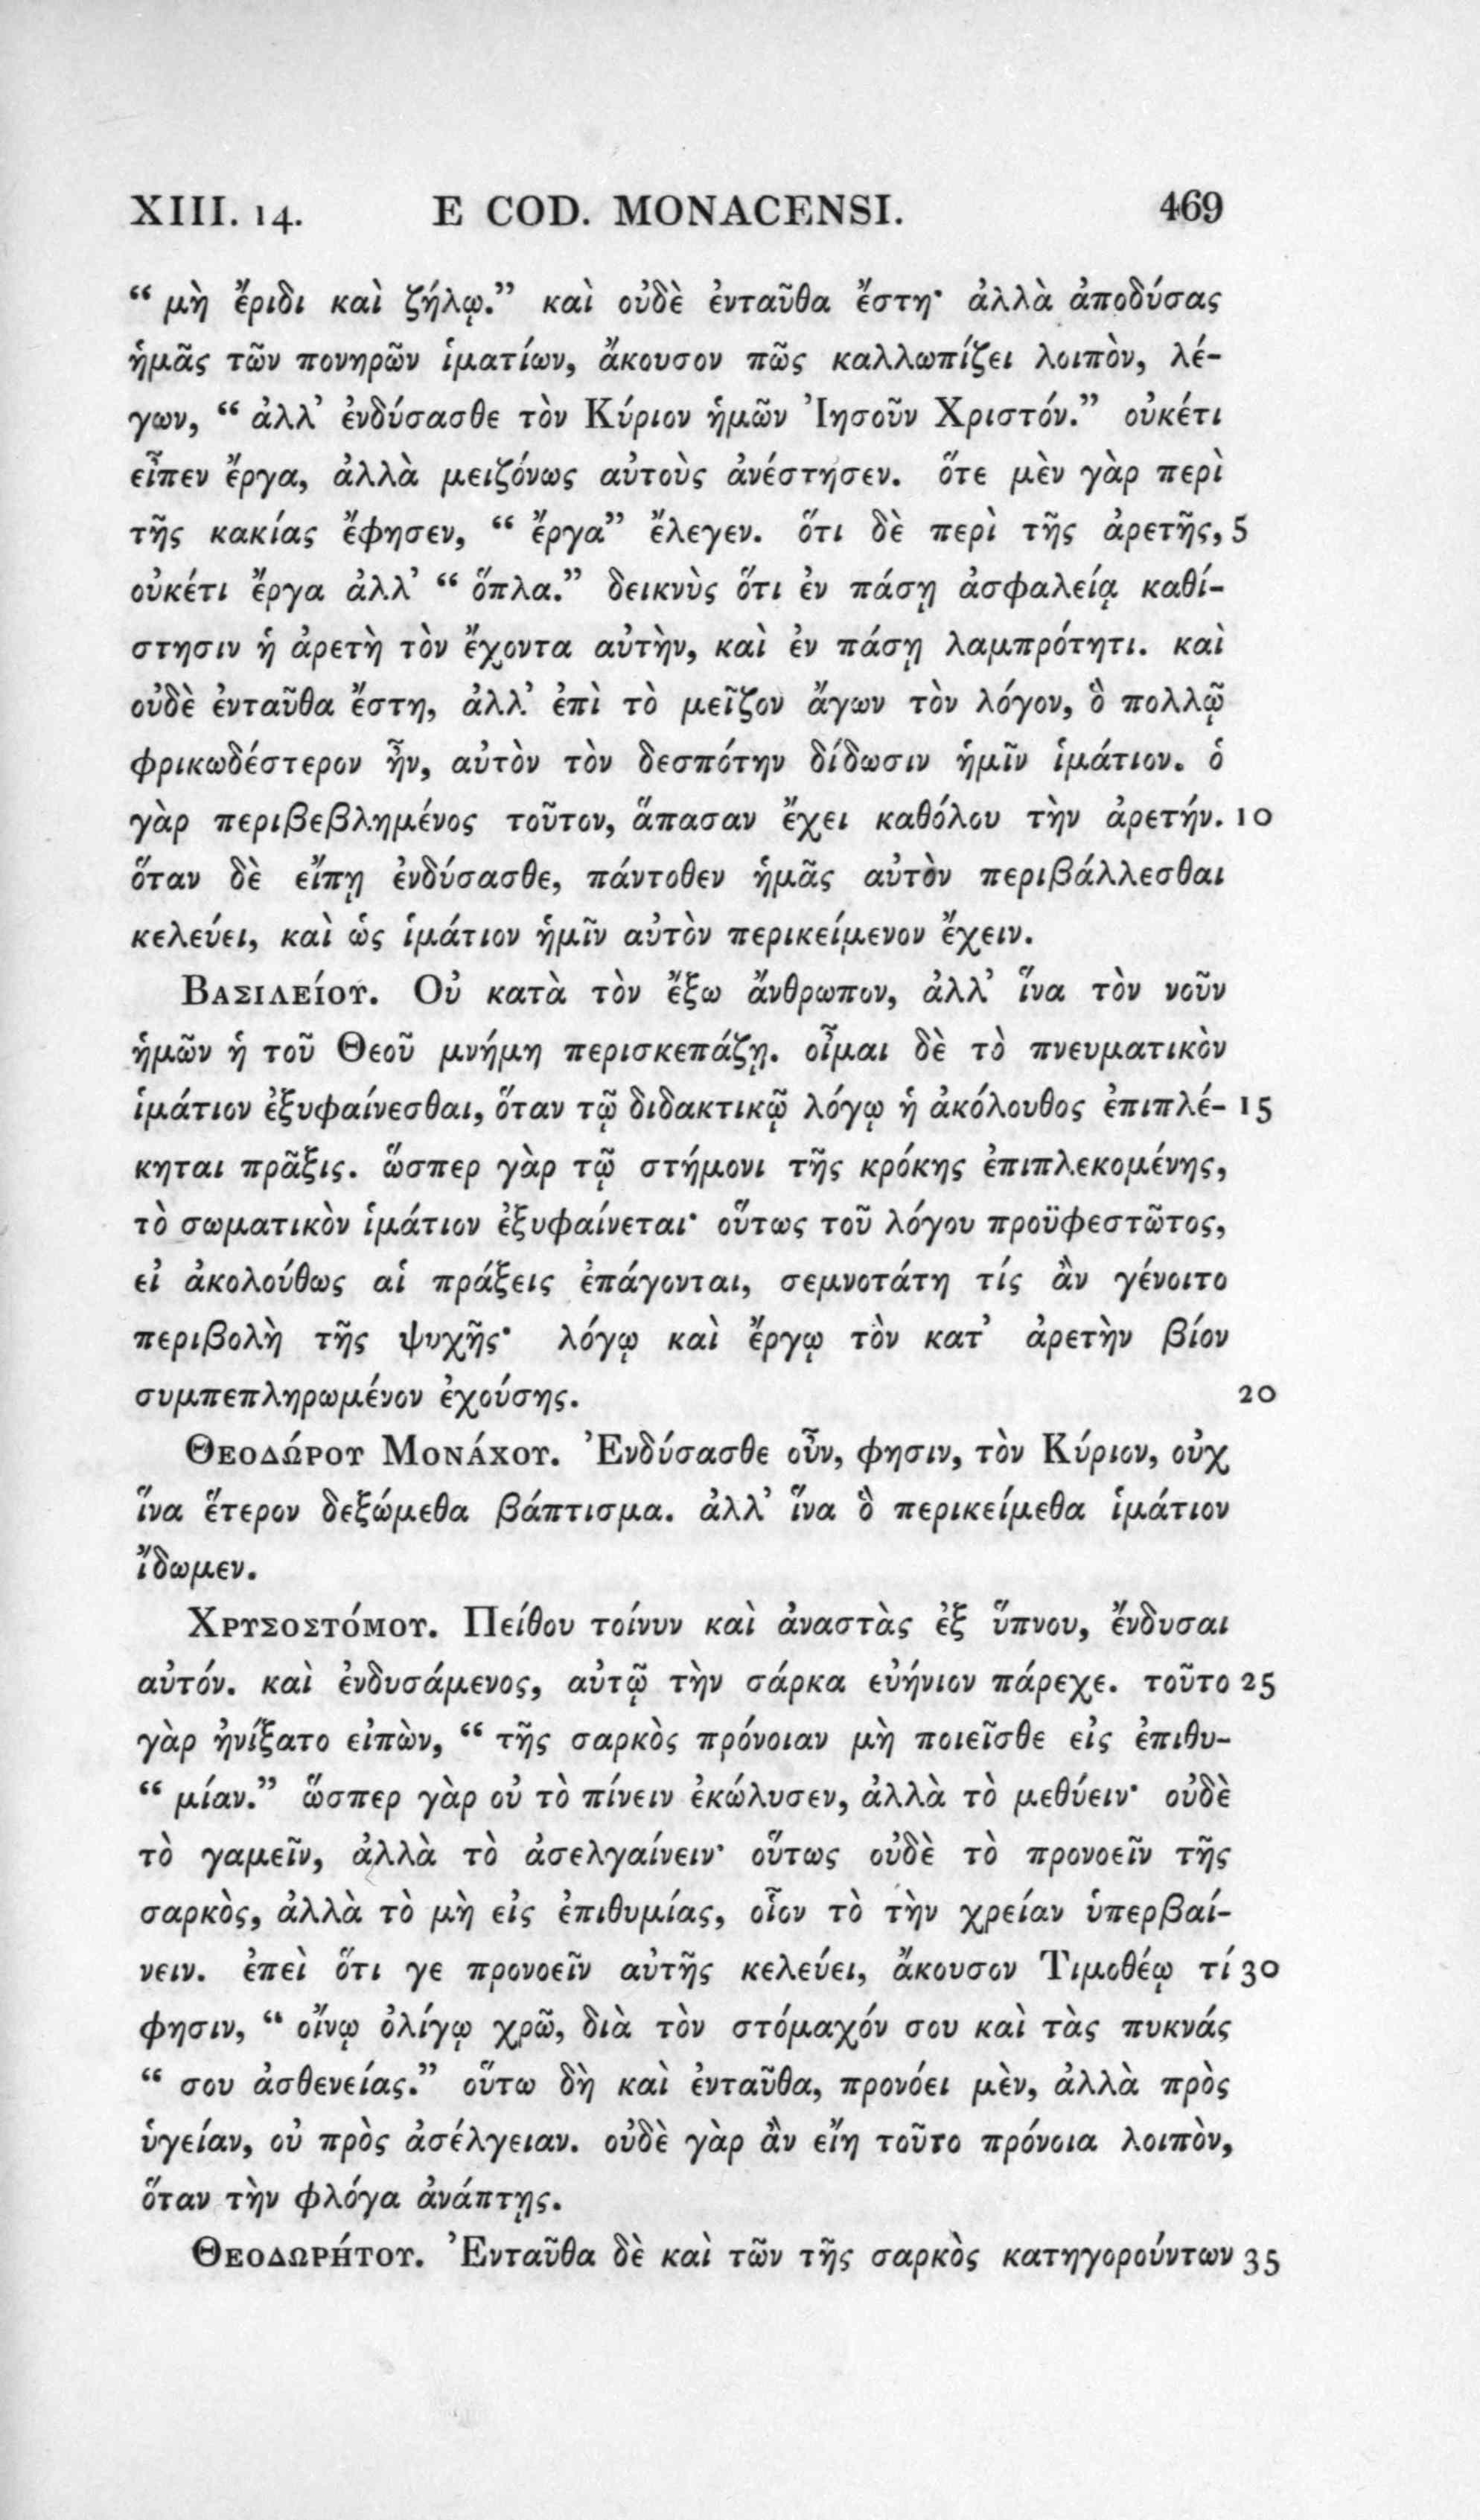 XIII. 14. E COD. MONACENSI. 469
“ μὴ ἔριδι καὶ ζήλῳ.” καὶ οὐδὲ ἐνταῦθα ἔστη· ἀλλὰ ἀποδύσας
ἡμᾶς τῶν πονηρῶν ἱματίων, ἄκουσον πῶς καλλωπίζει λοιπὸν, λέ-
γων, “ ἀλλ’ ἐνδύσασθε τὸν Κύριον ἡμῶν Ἰησοῦν Χριστόν.” οὐκέτι
εἶπεν ἔργα, ἀλλὰ μειζόνως αὐτοὺς ἀνέστησεν. ὅτε μὲν γὰρ περὶ
τῆς κακίας ἔφησεν, “ ἔργα” ἔλεγεν. ὅτι δὲ περὶ τῆς ἀρετῆς, 5
οὐκέτι ἔργα ἀλλ’ “ ὅπλα.” δεικνὺς ὅτι ἐν πάσῃ ἀσφαλείᾳ καθί-
στησιν ἡ ἀρετὴ τὸν ἔχοντα αὐτὴν, καὶ ἐν πάσῃ λαμπρότητι. καὶ
οὐδὲ ἐνταῦθα ἔστη, ἀλλ’ ἐπὶ τὸ μεῖζον ἄγων τὸν λόγον, ὃ πολλῷ
φρικωδέστερον ἦν, αὐτὸν τὸν δεσπότην δίδωσιν ἡμῖν ἱμάτιον. ὁ
γὰρ περιβεβλημένος τοῦτον, ἅπασαν ἔχει καθόλου τὴν ἀρετήν. 10
ὅταν δὲ εἴπῃ ἐνδύσασθε, πάντοθεν ἡμᾶς αὐτὸν περιβάλλεσθαι
κελεύει, καὶ ὡς ἱμάτιον ἡμῖν αὐτὸν περικείμενον ἔχειν.
Βασιλείου. Οὐ κατὰ τὸν ἔξω ἄνθρωπον, ἀλλ’ ἵνα τὸν νοῦν
ἡμῶν ἡ τοῦ Θεοῦ μνήμη περισκεπάζῃ. οἶμαι δὲ τὸ πνευματικὸν
ἱμάτιον ἐξυφαίνεσθαι, ὅταν τῷ διδακτικῷ λόγῳ ἡ ἀκόλουθος ἐπιπλέ- 15
κηται πρᾶξις. ὥσπερ γὰρ τῷ στήμονι τῆς κρόκης ἐπιπλεκομένης,
τὸ σωματικὸν ἱμάτιον ἐξυφαίνεται· οὕτως τοῦ λόγου προϋφεστῶτος,
εἰ ἀκολούθως αἱ πράξεις ἐπάγονται, σεμνοτάτη τίς ἂν γένοιτο
περιβολὴ τῆς ψυχῆς· λόγῳ καὶ ἔργῳ τὸν κατ’ ἀρετὴν βίον
συμπεπληρωμένον ἐχούσης. 20
Θεοδώρου Μονάχου. Ἐνδύσασθε οὖν, φησιν, τὸν Κύριον, οὐχ
ἵνα ἕτερον δεξώμεθα βάπτισμα. ἀλλ’ ἵνα ὃ περικείμεθα ἱμάτιον
ἴδωμεν.
Χρυσοστόμου. Πείθου τοίνυν καὶ ἀναστὰς ἐξ ὕπνου, ἔνδυσαι
αὐτόν. καὶ ἐνδυσάμενος, αὐτῷ τὴν σάρκα εὐήνιον πάρεχε. τοῦτο 25
γὰρ ἠνίξατο εἰπὼν, “ τῆς σαρκὸς πρόνοιαν μὴ ποιεῖσθε εἰς ἐπιθυ-
“ μίαν.” ὥσπερ γὰρ οὐ τὸ πίνειν ἐκώλυσεν, ἀλλὰ τὸ μεθύειν· οὐδὲ
τὸ γαμεῖν, ἀλλὰ τὸ ἀσελγαίνειν· οὕτως οὐδὲ τὸ προνοεῖν τῆς
σαρκὸς, ἀλλὰ τὸ μὴ εἰς ἐπιθυμίας, οἷον τὸ τὴν χρείαν ὑπερβαί-
νειν. ἐπεὶ ὅτι γε προνοεῖν αὐτῆς κελεύει, ἄκουσον Τιμοθέῳ τί 30
φησιν, “ οἴνῳ ὀλίγῳ χρῶ, διὰ τὸν στόμαχόν σου καὶ τὰς πυκνάς
“ σου ἀσθενείας.” οὕτω δὴ καὶ ἐνταῦθα, προνόει μὲν, ἀλλὰ πρὸς
ὑγείαν, οὐ πρὸς ἀσέλγειαν. οὐδὲ γὰρ ἂν εἴη τοῦτο πρόνοια λοιπὸν,
ὅταν τὴν φλόγα ἀνάπτῃς.
Θεοδωρήτου. Ἐνταῦθα δὲ καὶ τῶν τῆς σαρκὸς κατηγορούντων 35